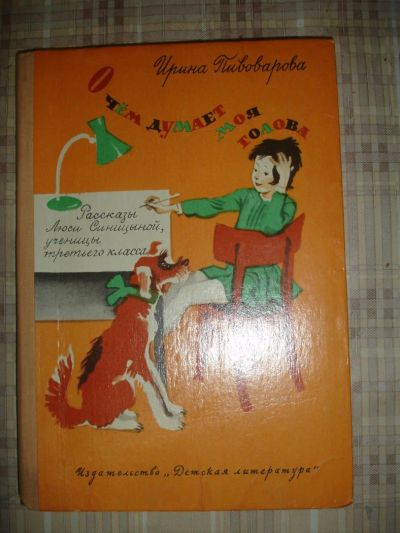 Ирина Пивоварова
О чём думает моя голова
Рассказы
Люси Синицыной,
ученицы
третьего класса
Издательство „Детская литература"